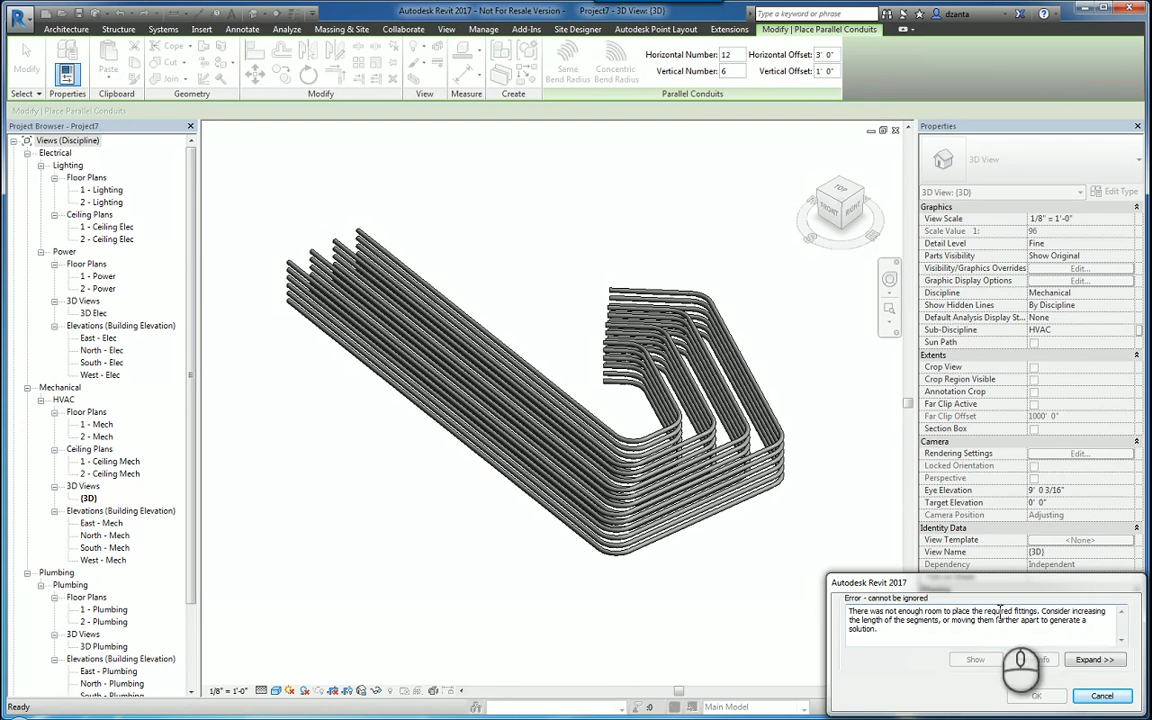 Autodesk Revit 2017 - Not For Resale Version - Project7 - 3D View: {3D}
Type a keyword or phrase
dzanta
Architecture
Structure
Systems
Insert
Annotate
Analyze
Massing & Site
Collaborate
View
Manage
Add-Ins
Site Designer
Autodesk Point Layout
Extensions
Modify | Place Parallel Conduits
Modify
Properties
Paste
Cope
Cut
Join
Same Bend Radius
Concentric Bend Radius
Horizontal Number: 12
Horizontal Offset: 3' 0"
Vertical Number: 6
Vertical Offset: 1' 0"
Select
Properties
Clipboard
Geometry
Modify
View
Measure
Create
Parallel Conduits
Modify | Place Parallel Conduits
Project Browser - Project7
Views (Discipline)
Electrical
Lighting
Floor Plans
1 - Lighting
2 - Lighting
Ceiling Plans
1 - Ceiling Elec
2 - Ceiling Elec
Power
Floor Plans
1 - Power
2 - Power
3D Views
3D Elec
Elevations (Building Elevation)
East - Elec
North - Elec
South - Elec
West - Elec
Mechanical
HVAC
Floor Plans
1 - Mech
2 - Mech
Ceiling Plans
1 - Ceiling Mech
2 - Ceiling Mech
3D Views
{3D}
Elevations (Building Elevation)
East - Mech
North - Mech
South - Mech
West - Mech
Plumbing
Plumbing
Floor Plans
1 - Plumbing
2 - Plumbing
3D Views
3D Plumbing
Elevations (Building Elevation)
East - Plumbing
North - Plumbing
South - Plumbing
TOP
FRONT
RIGHT
Properties
3D View
3D View: {3D}
Edit Type
Graphics
View Scale 1/8" = 1'-0"
Scale Value 1: 96
Detail Level Fine
Parts Visibility Show Original
Visibility/Graphics Overrides Edit...
Graphic Display Options Edit...
Discipline Mechanical
Show Hidden Lines By Discipline
Default Analysis Display St... None
Sub-Discipline HVAC
Sun Path
Extents
Crop View
Crop Region Visible
Annotation Crop
Far Clip Active
Far Clip Offset 1000' 0"
Section Box
Camera
Rendering Settings Edit...
Locked Orientation
Perspective
Eye Elevation 9' 0 3/16"
Target Elevation 0' 0"
Camera Position Adjusting
Identity Data
View Template <None>
View Name {3D}
Dependency Independent
Autodesk Revit 2017
Error - cannot be ignored
There was not enough room to place the required fittings. Consider increasing
the length of the segments, or moving them farther apart to generate a
solution.
Show
Expand >>
OK
Cancel
1/8" = 1'-0"
Ready
:0
Main Model